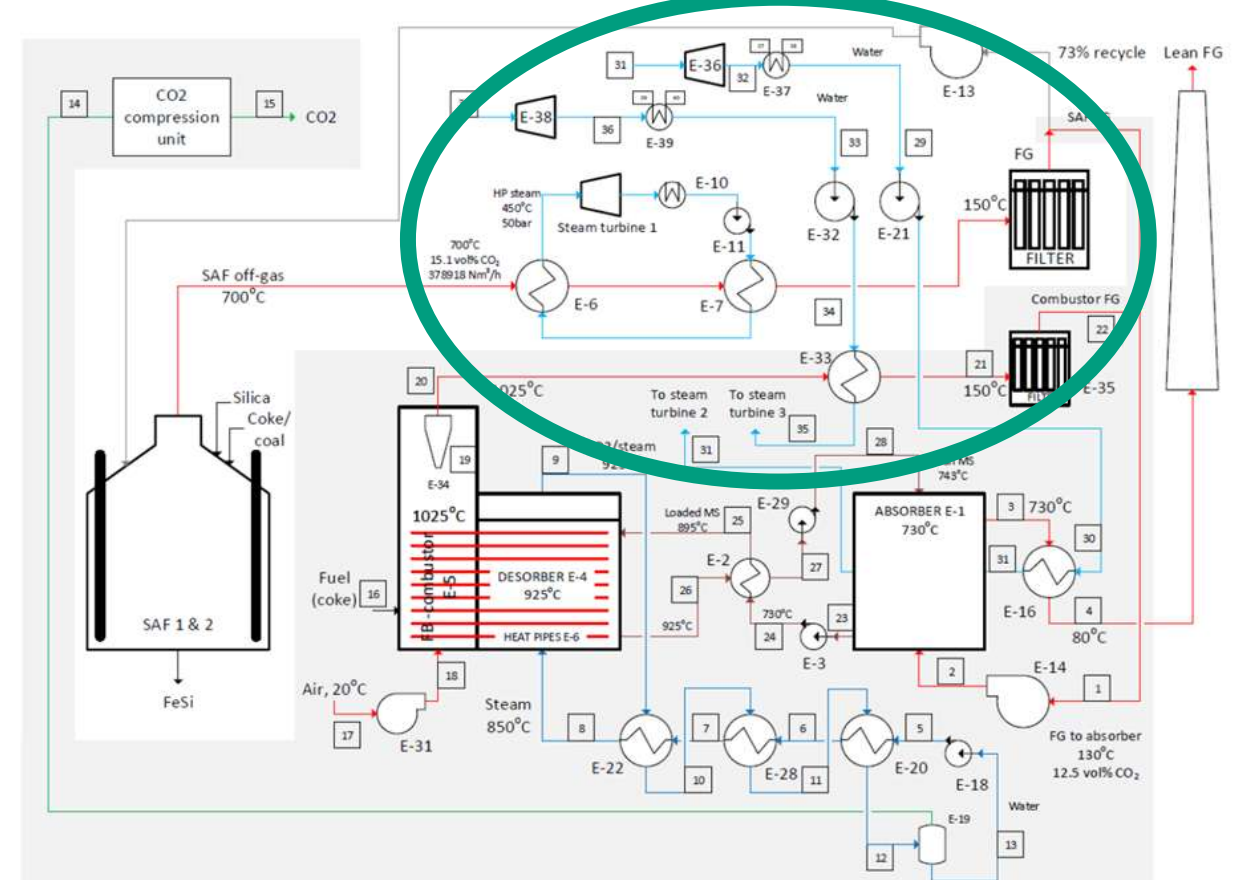 31
E-36
32
E-37
Water
E-13
73% recycle
Lean FG
14
CO2
compression
unit
15
CO2
E-38
36
E-39
Water
33
29
FG
HP steam
450°C
50bar
Steam turbine 1
E-10
E-11
E-32
E-21
150°C
FILTER
700°C
15.1 vol% CO₂
378918 Nm³/h
SAF off-gas
700°C
E-6
E-7
34
Combustor FG
22
E-33
21
150°C
E-35
20
1025°C
To steam
turbine 2
To steam
turbine 3
31
35
28
Silica
Coke/
coal
19
E-34
9
743°C
1025°C
Loaded MS
895°C
25
E-29
ABSORBER E-1
730°C
3
730°C
30
E-2
27
31
FB -combustor
E-5
DESORBER E-4
925°C
Fuel
(coke)
16
26
E-16
4
80°C
SAF 1 & 2
HEAT PIPES E-6
925°C
730°C
24
23
E-3
2
E-14
1
FeSi
Air, 20°C
18
17
E-31
Steam
850°C
8
7
6
5
FG to absorber
130°C
12.5 vol% CO₂
E-22
10
E-28
11
E-20
E-18
Water
E-19
12
13